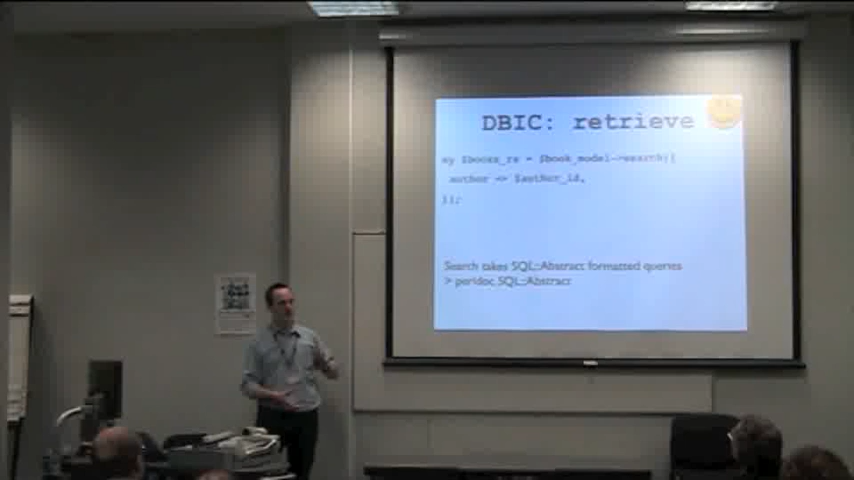 DBIC: retrieve
my $books_rs = $book_model->search({
author => $author_id,
});
Search takes SQL::Abstract formatted queries
> perldoc SQL::Abstract